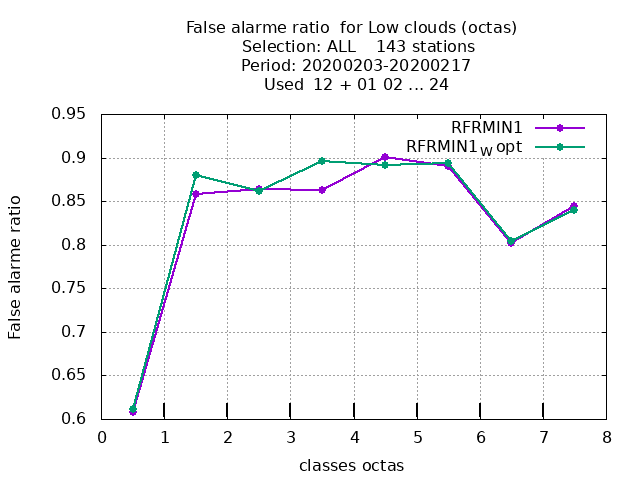 False alarme ratio  for Low clouds (octas)
Selection: ALL    143 stations
Period: 20200203-20200217
Used  12 + 01 02 ... 24
RFRMIN1
RFRMIN1W opt
0.95
0.9
0.85
0.8
0.75
0.7
0.65
0.6
False alarme ratio
0 1 2 3 4 5 6 7 8
classes octas